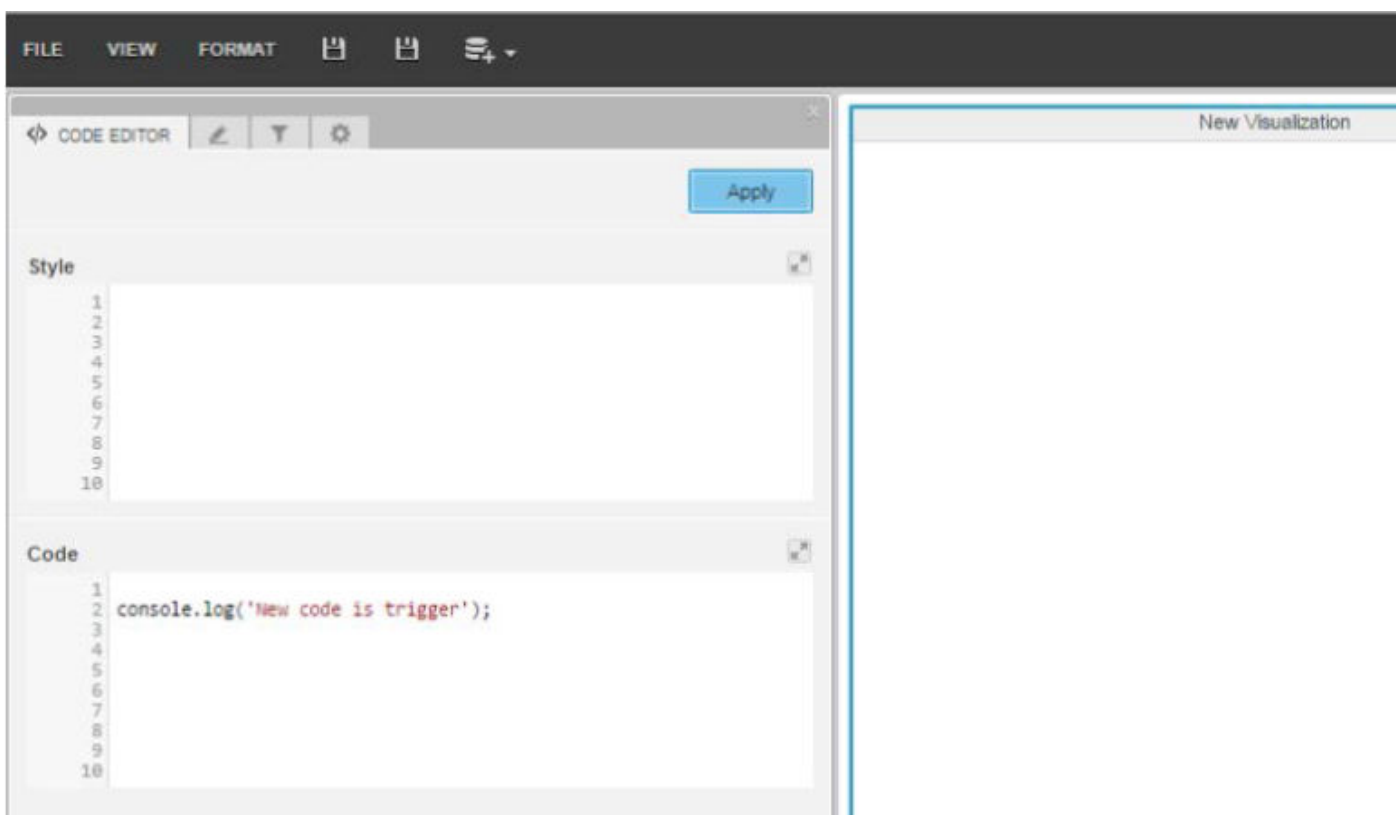 FILE VIEW FORMAT
CODE EDITOR
Apply
Style
1
2
3
4
5
6
7
8
9
10
Code
1
2 console.log('New code is trigger');
3
4
5
6
7
8
9
10
New Visualization